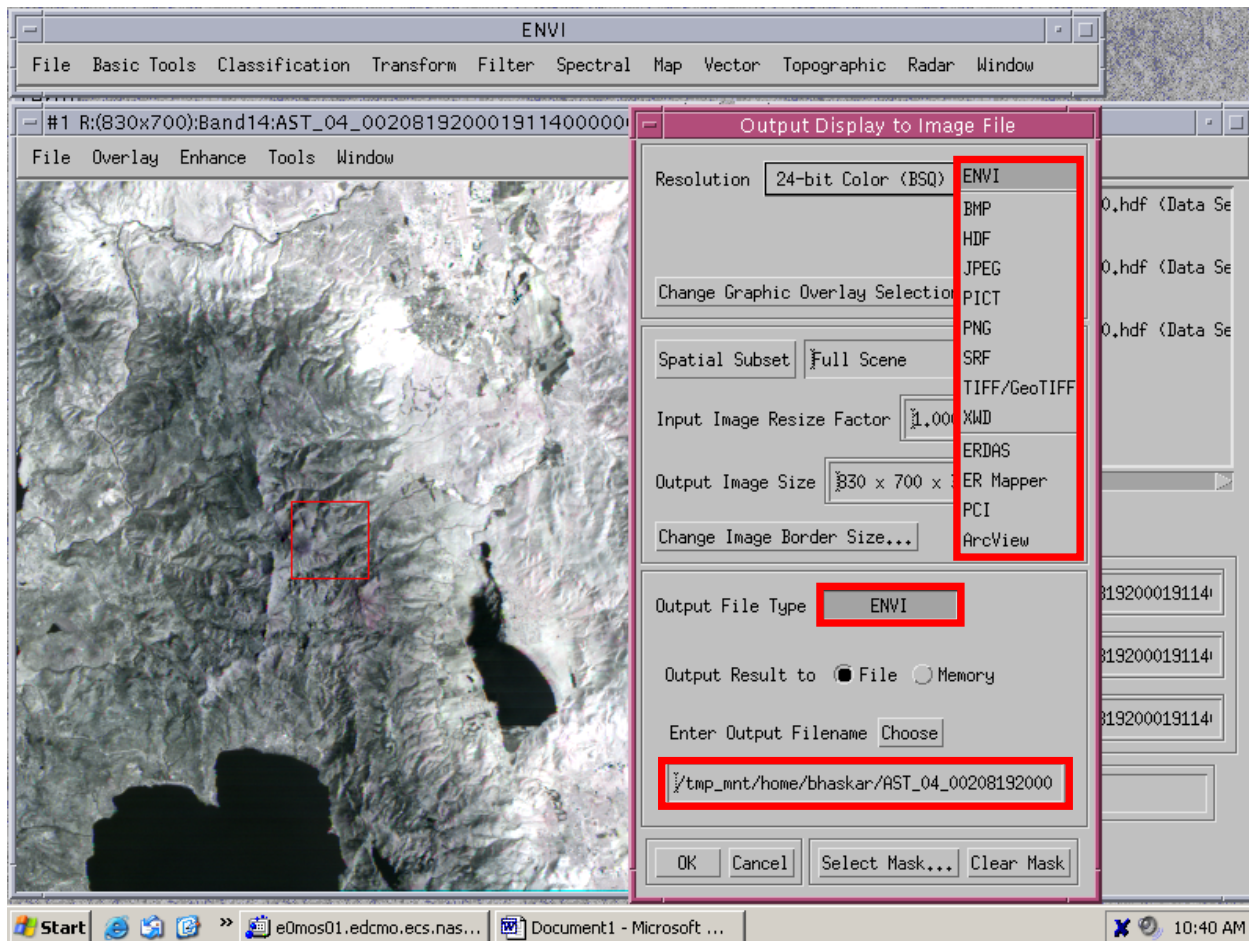 ENVI
File Basic Tools Classification Transform Filter Spectral Map Vector Topographic Radar Window
#1 R:(830x700):Band14:AST_04_00208192000191140000
File Overlay Enhance Tools Window
Output Display to Image File
Resolution 24-bit Color (BSQ)
ENVI
BMP
HDF
JPEG
PICT
PNG
SRF
TIFF/GeoTIFF
XWD
ERDAS
ER Mapper
PCI
ArcView
Change Graphic Overlay Selectio
Spatial Subset Full Scene
Input Image Resize Factor 1.000
Output Image Size 830 x 700 x
Change Image Border Size...
Output File Type ENVI
Output Result to File Memory
Enter Output Filename Choose
/tmp_mnt/home/bhaskar/AST_04_00208192000
OK Cancel Select Mask... Clear Mask
0.hdf (Data Se
0.hdf (Data Se
0.hdf (Data Se
819200019114
819200019114
819200019114
Start » e0mos01.edcmo.ecs.nas... Document1 - Microsoft ... 10:40 AM